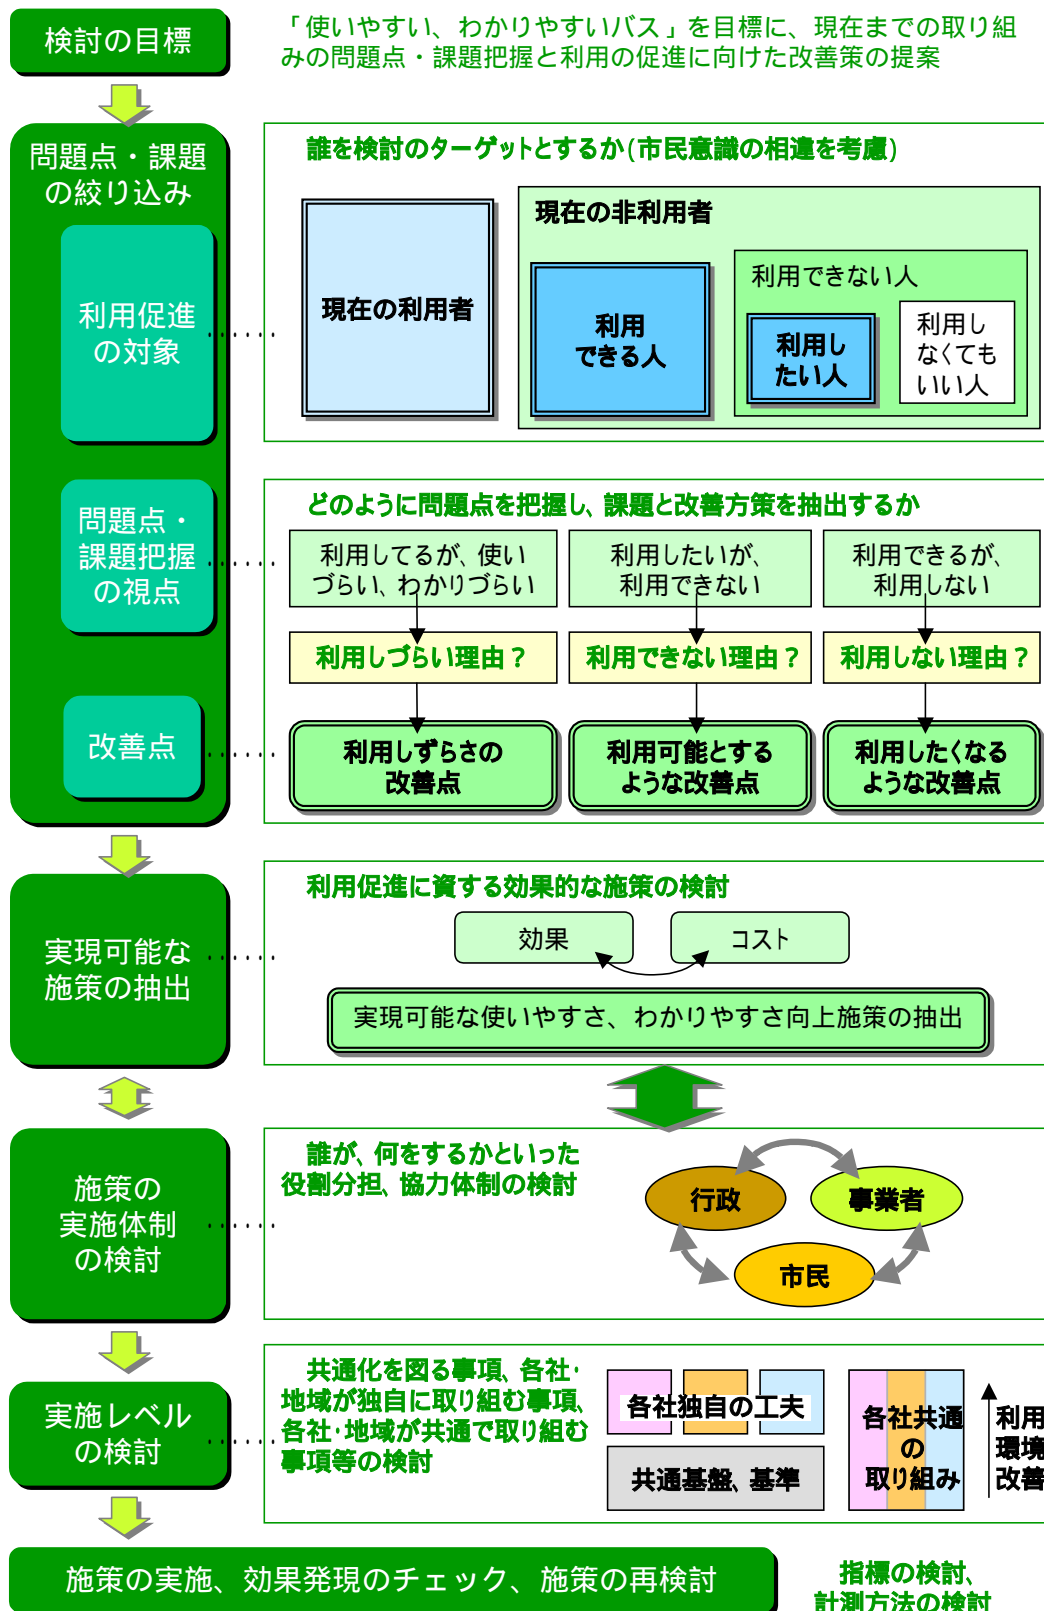 検討の目標
「使いやすい、わかりやすいバス」を目標に、現在までの取り組
みの問題点・課題把握と利用の促進に向けた改善策の提案
問題点・課題
の絞り込み
誰を検討のターゲットとするか(市民意識の相違を考慮)
利用促進
の対象
現在の利用者
現在の非利用者
利用
できる人
利用できない人
利用し
たい人
利用し
なくても
いい人
問題点・
課題把握
の視点
どのように問題点を把握し、課題と改善方策を抽出するか
利用してるが、使い
づらい、わかりづらい
利用したいが、
利用できない
利用できるが、
利用しない
利用しづらい理由？
利用できない理由？
利用しない理由？
改善点
利用しずらさの
改善点
利用可能とする
ような改善点
利用したくなる
ような改善点
実現可能な
施策の抽出
利用促進に資する効果的な施策の検討
効果
コスト
実現可能な使いやすさ、わかりやすさ向上施策の抽出
施策の
実施体制
の検討
誰が、何をするかといった
役割分担、協力体制の検討
行政
事業者
市民
実施レベル
の検討
共通化を図る事項、各社・
地域が独自に取り組む事項、
各社・地域が共通で取り組む
事項等の検討
各社独自の工夫
共通基盤、基準
各社共通
の
取り組み
利用
環境
改善
施策の実施、効果発現のチェック、施策の再検討
指標の検討、
計測方法の検討